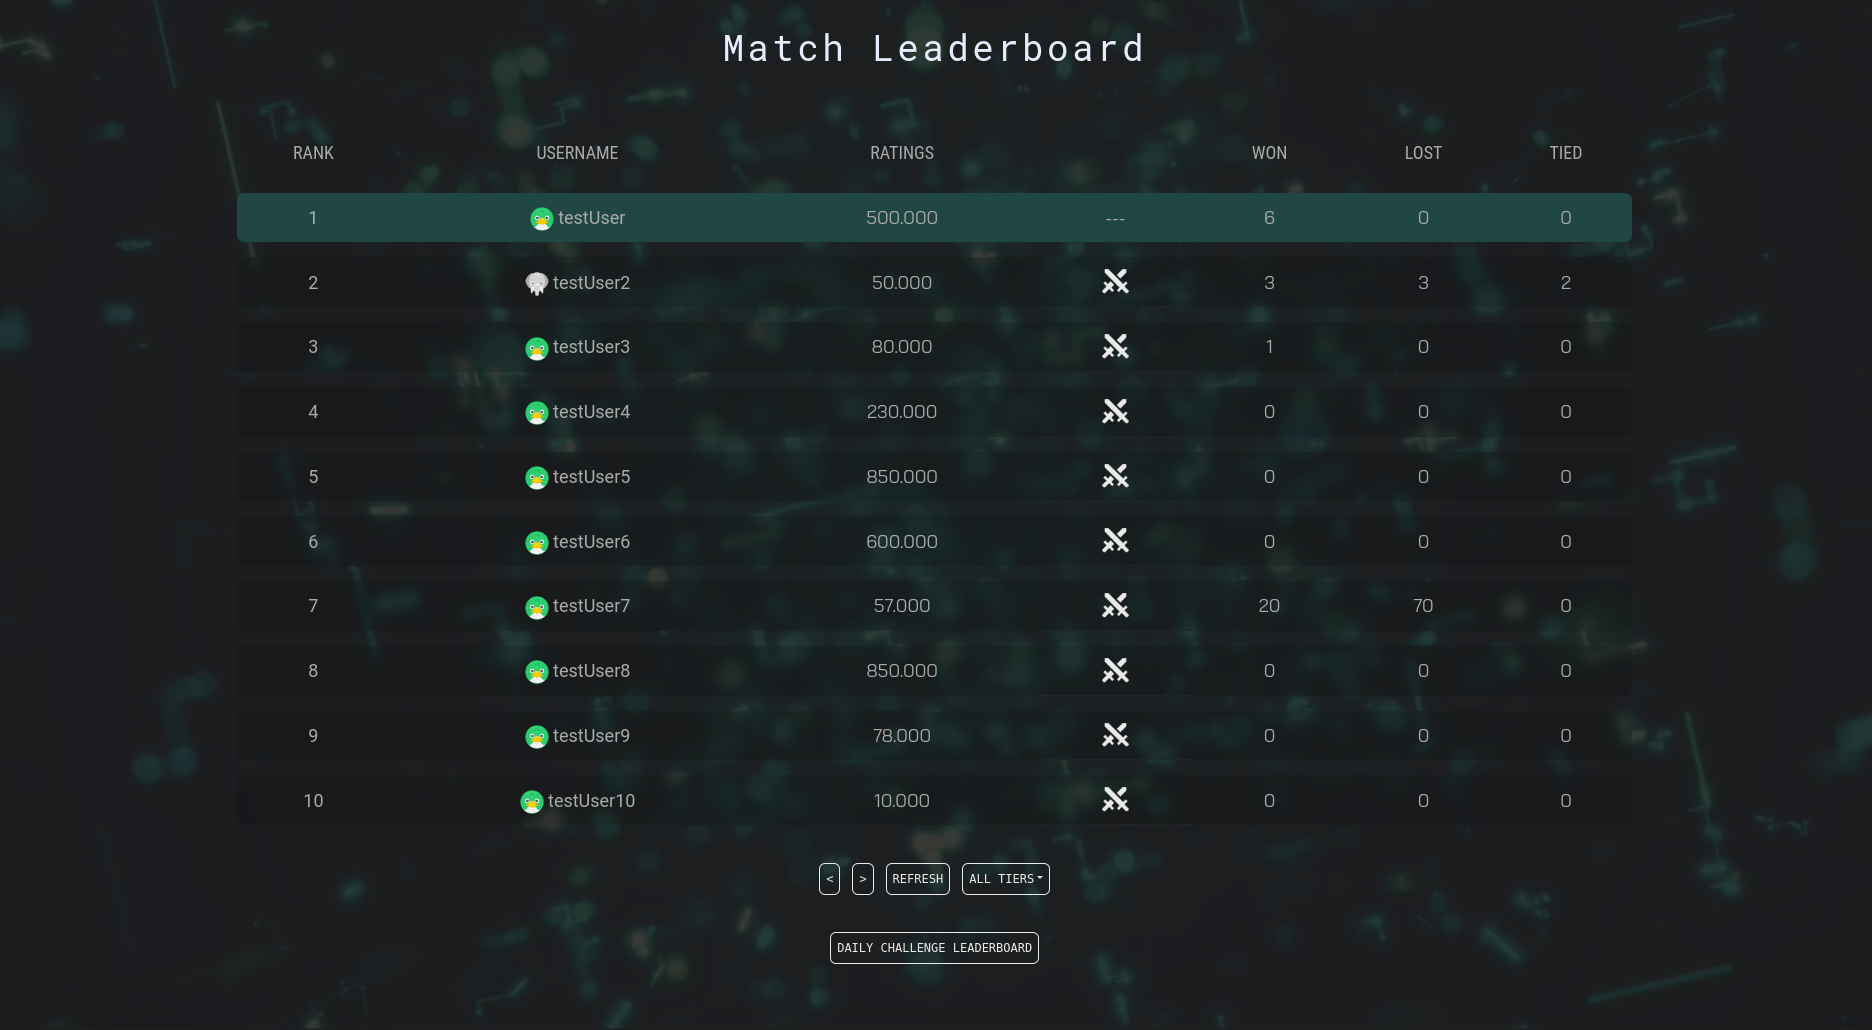 Match Leaderboard
RANK USERNAME RATINGS WON LOST TIED
1 testUser 500.000 --- 6 0 0
2 testUser2 50.000 3 3 2
3 testUser3 80.000 1 0 0
4 testUser4 230.000 0 0 0
5 testUser5 850.000 0 0 0
6 testUser6 600.000 0 0 0
7 testUser7 57.000 20 70 0
8 testUser8 850.000 0 0 0
9 testUser9 78.000 0 0 0
10 testUser10 10.000 0 0 0
< > REFRESH ALL TIERS
DAILY CHALLENGE LEADERBOARD